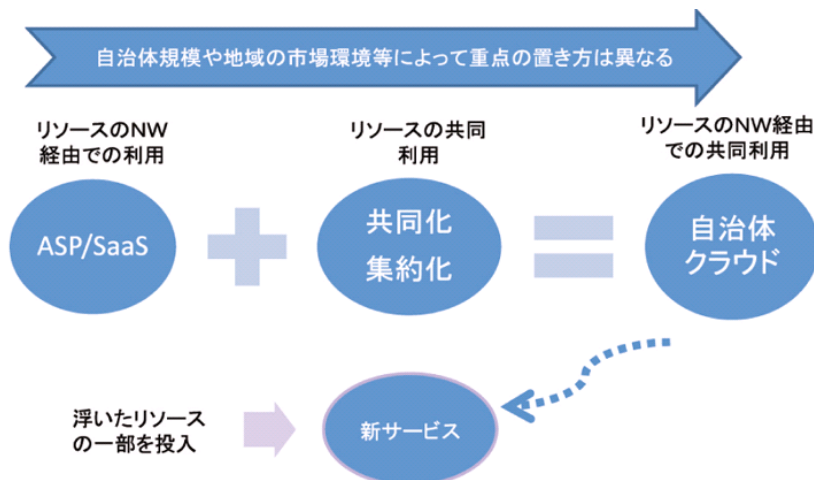 自治体規模や地域の市場環境等によって重点の置き方は異なる
リソースのNW
経由での利用
リソースの共同
利用
リソースのNW経由
での共同利用
ASP/SaaS
共同化
集約化
自治体
クラウド
浮いたリソース
の一部を投入
新サービス